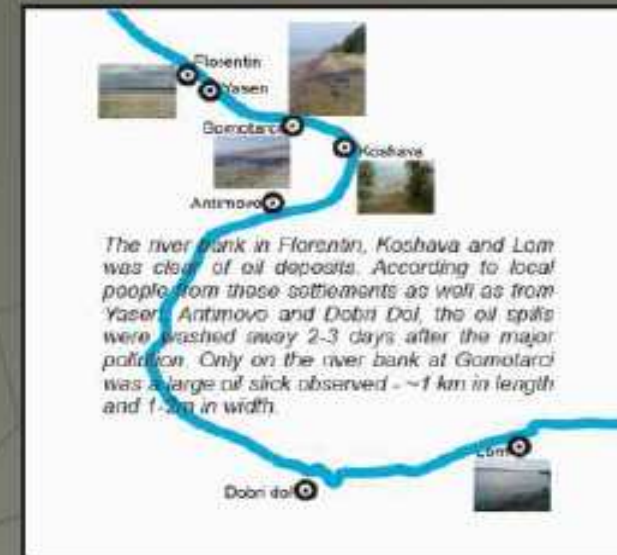 Florentin
Yasen
Gomotarci
Koshava
Antimovo
The river bank in Florentin, Koshava and Lom
was clear of oil deposits. According to local
people from these settlements as well as from
Yasen, Antimovo and Dobri Dol, the oil spills
were washed away 2-3 days after the major
pollution. Only on the river bank at Gomotarci
was a large oil slick observed - ~1 km in length
and 1-2m in width.
Lom
Dobri dol